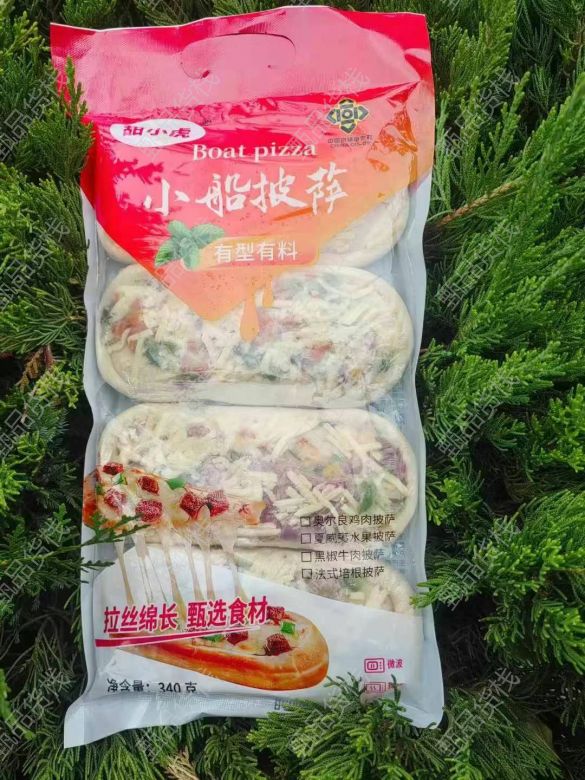 甜小虎
Boat pizza
小船披萨
有型有料
奥尔良鸡肉披萨
夏威夷水果披萨
黑椒牛肉披萨
法式培根披萨
拉丝绵长 甄选食材
微波
净含量：340克